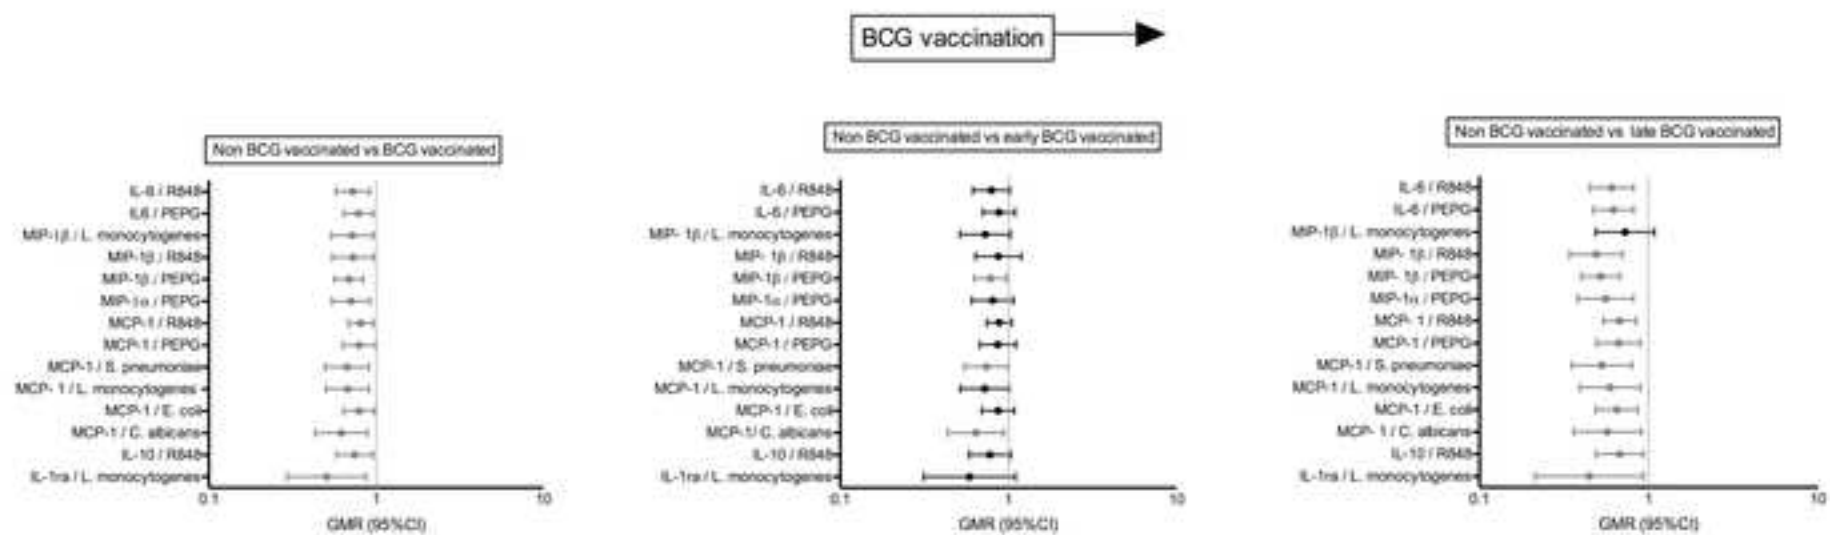 BCG vaccination
Non BCG vaccinated vs BCG vaccinated
IL-6 / R848
IL6 / PEPG
MIP-1β / L. monocytogenes
MIP-1β / R848
MIP-1β / PEPG
MIP-1α / PEPG
MCP-1 / R848
MCP-1 / PEPG
MCP-1 / S. pneumoniae
MCP- 1 / L. monocytogenes
MCP-1 / E. coli
MCP-1 / C. albicans
IL-10 / R848
IL-1ra / L. monocytogenes
0.1 1 10
GMR (95%CI)
Non BCG vaccinated vs early BCG vaccinated
IL-6 / R848
IL-6 / PEPG
MIP- 1β / L. monocytogenes
MIP- 1β / R848
MIP-1β / PEPG
MIP-1α / PEPG
MCP-1 / R848
MCP-1 / PEPG
MCP-1 / S. pneumoniae
MCP-1 / L. monocytogenes
MCP-1 / E. coli
MCP-1/ C. albicans
IL-10 / R848
IL-1ra / L. monocytogenes
0.1 1 10
GMR (95%CI)
Non BCG vaccinated vs late BCG vaccinated
IL-6 / R848
IL-6 / PEPG
MIP-1β / L. monocytogenes
MIP- 1β / R848
MIP- 1β / PEPG
MIP-1α / PEPG
MCP- 1 / R848
MCP-1 / PEPG
MCP-1 / S. pneumoniae
MCP-1 / L. monocytogenes
MCP-1 / E. coli
MCP- 1 / C. albicans
IL-10 / R848
IL-1ra / L. monocytogenes
0.1 1 10
GMR (95%CI)